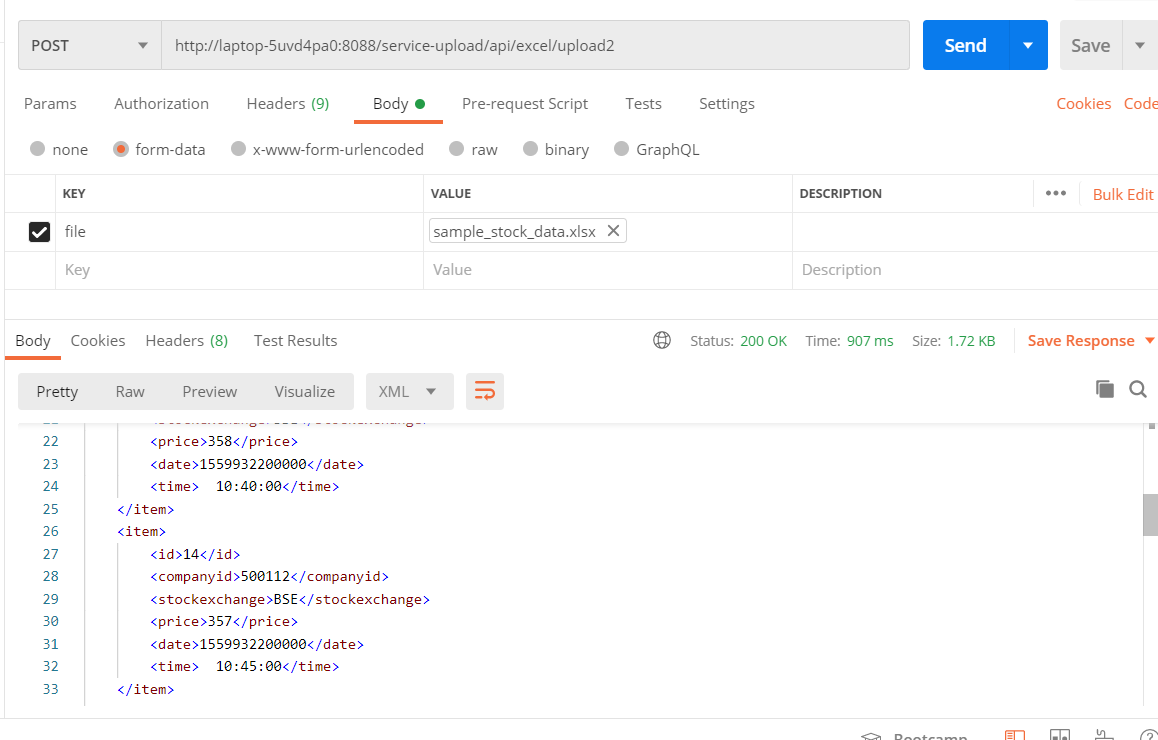 POST http://laptop-5uvd4pa0:8088/service-upload/api/excel/upload2 Send Save
Params Authorization Headers (9) Body Pre-request Script Tests Settings Cookies Code
none form-data x-www-form-urlencoded raw binary GraphQL
KEY VALUE DESCRIPTION ••• Bulk Edit
file sample_stock_data.xlsx
Key Value Description
Body Cookies Headers (8) Test Results Status: 200 OK Time: 907 ms Size: 1.72 KB Save Response
Pretty Raw Preview Visualize XML
22 <price>358</price>
23 <date>1559932200000</date>
24 <time>  10:40:00</time>
25 </item>
26 <item>
27 <id>14</id>
28 <companyid>500112</companyid>
29 <stockexchange>BSE</stockexchange>
30 <price>357</price>
31 <date>1559932200000</date>
32 <time>  10:45:00</time>
33 </item>
Bootcamp